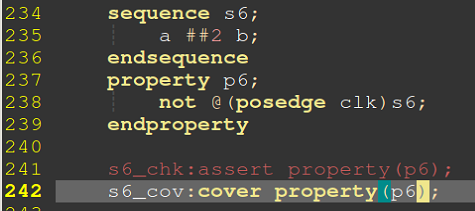 234 sequence s6;
235 a ##2 b;
236 endsequence
237 property p6;
238 not @(posedge clk)s6;
239 endproperty
240
241 s6_chk:assert property(p6);
242 s6_cov:cover property(p6);